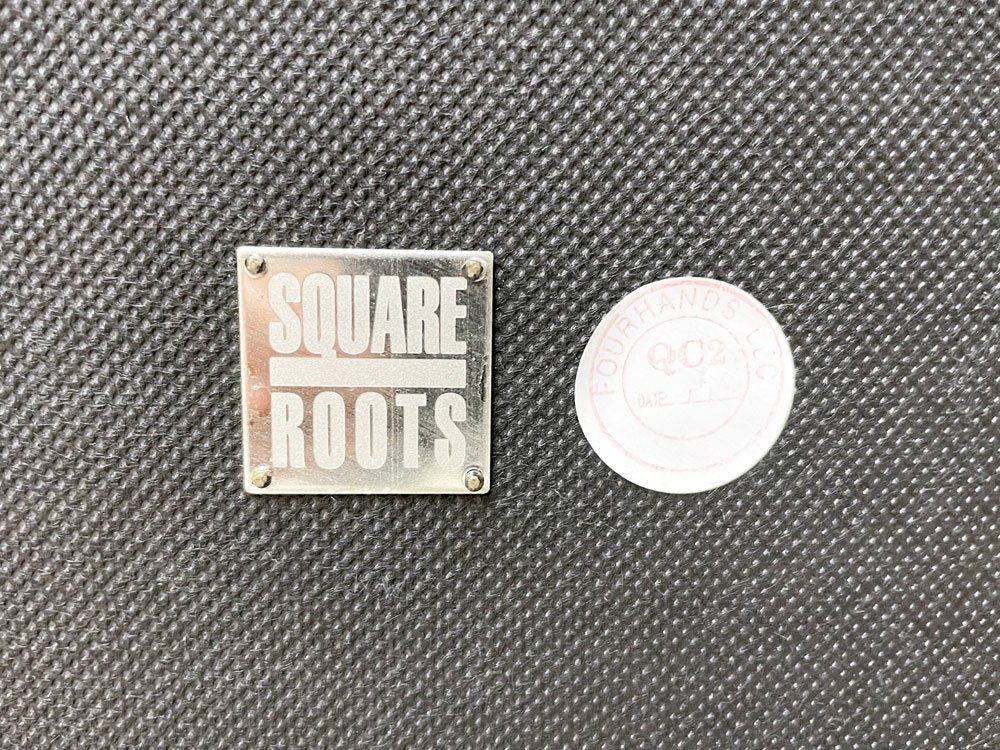 SQUARE
ROOTS
FOURHANDS LLC
QC2
DATE